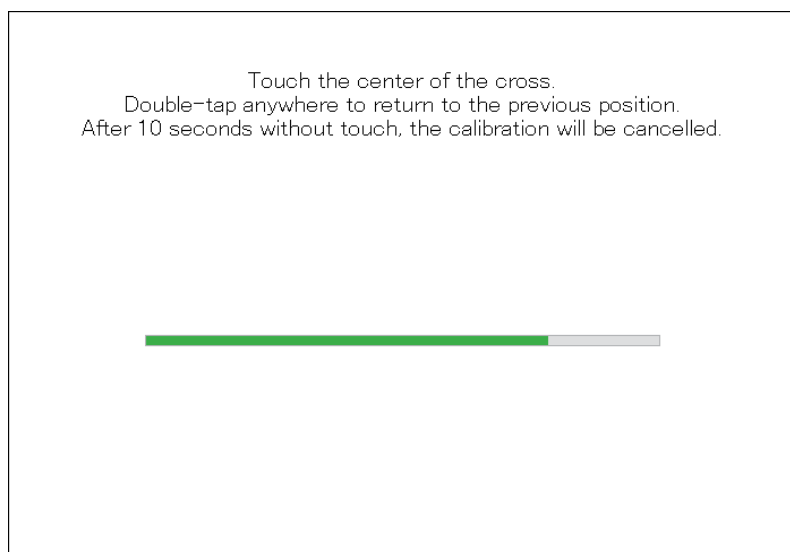 Touch the center of the cross.
Double-tap anywhere to return to the previous position.
After 10 seconds without touch, the calibration will be cancelled.